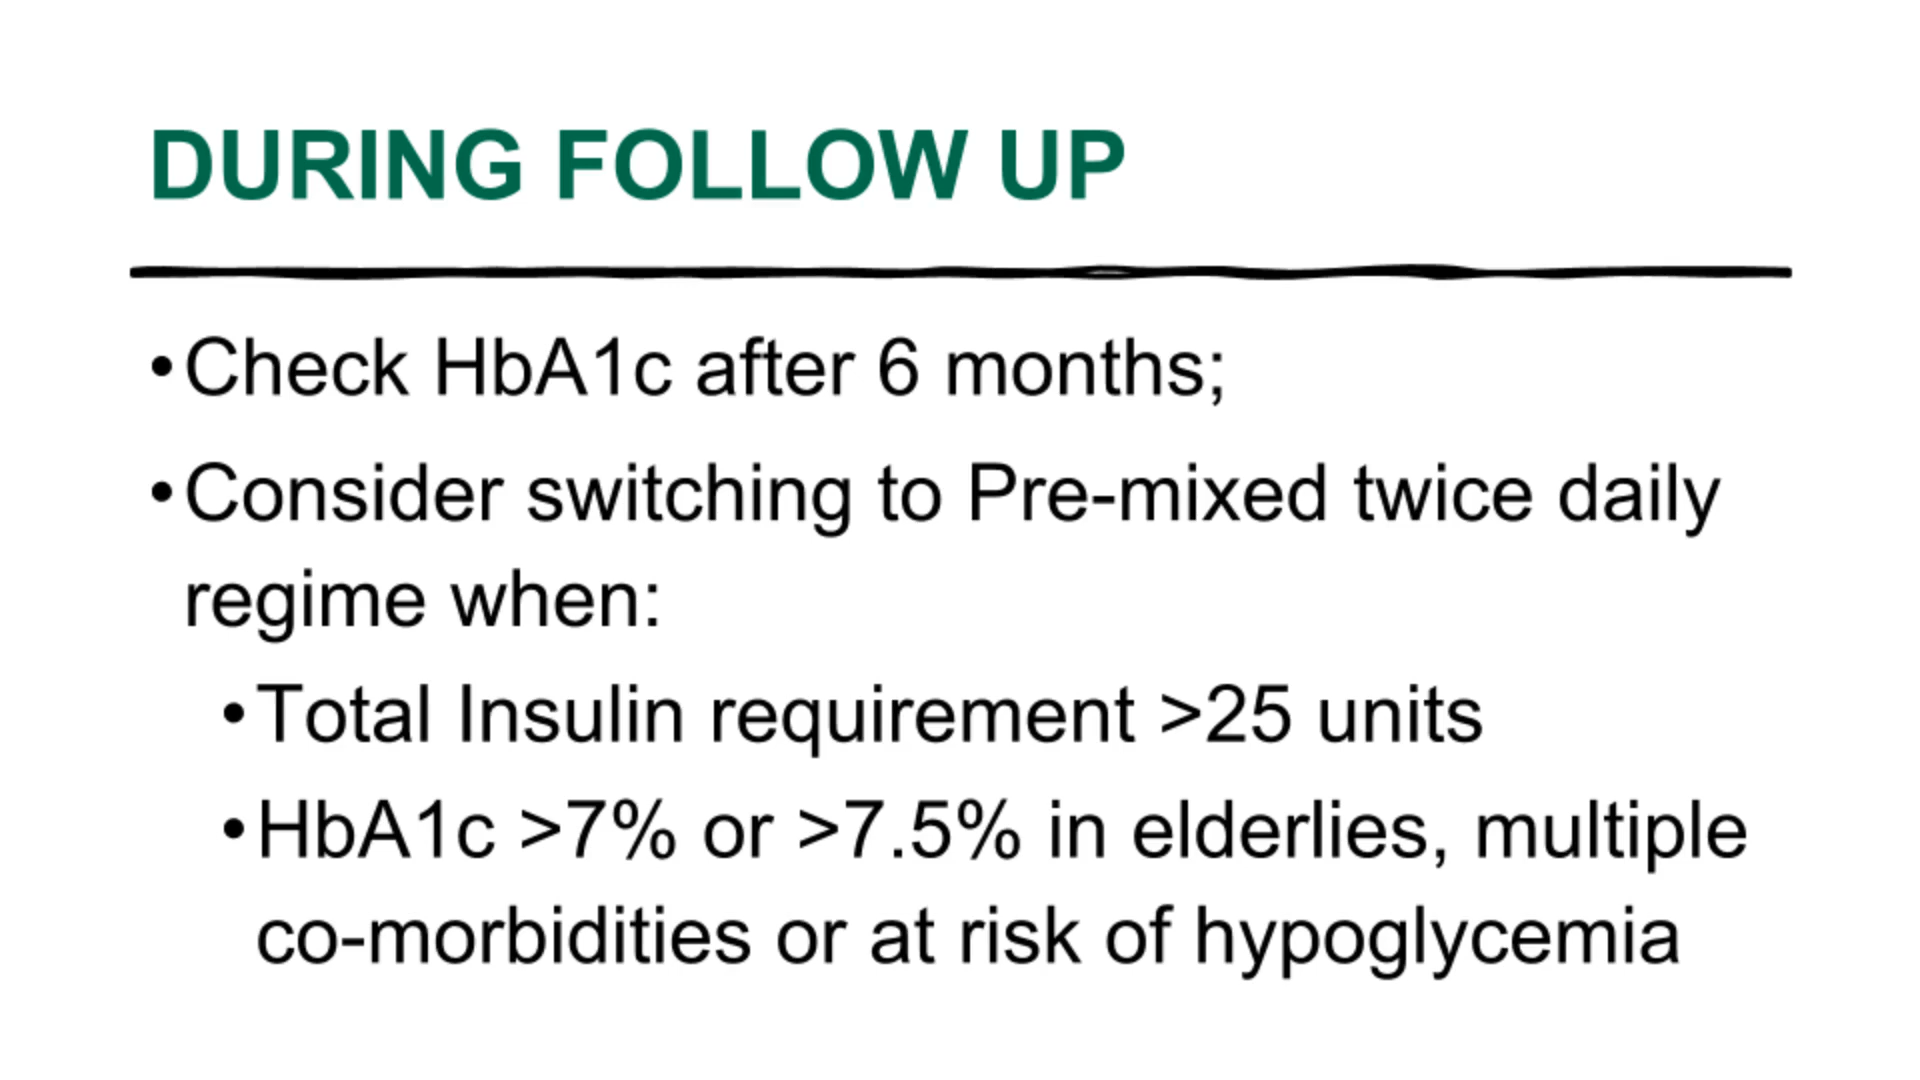 DURING FOLLOW UP
•Check HbA1c after 6 months;
•Consider switching to Pre-mixed twice daily
regime when:
•Total Insulin requirement >25 units
•HbA1c >7% or >7.5% in elderlies, multiple
co-morbidities or at risk of hypoglycemia